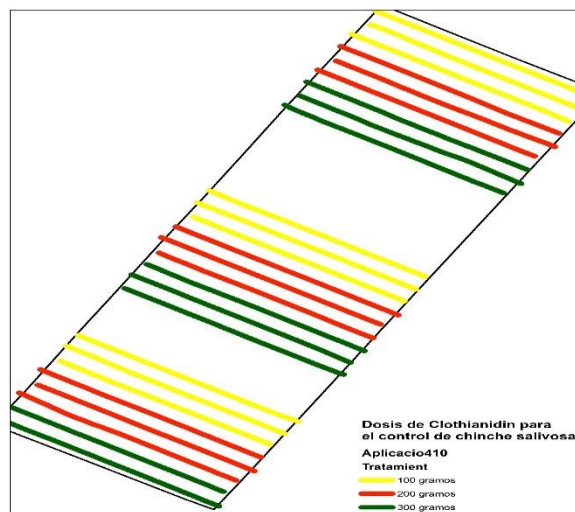 Dosis de Clothianidin para
el control de chinche salivosa
Aplicacio410
Tratamient
100 gramos
200 gramos
300 gramos